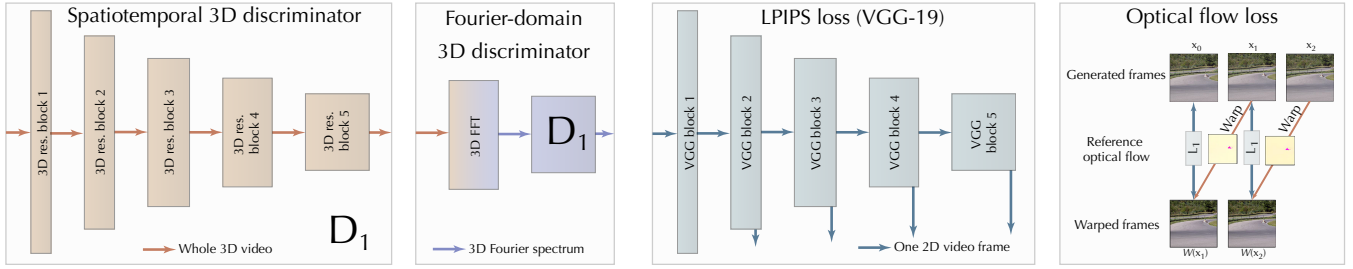 Spatiotemporal 3D discriminator
3D res. block 1
3D res. block 2
3D res. block 3
3D res.
block 4
3D res.
block 5
D1
Whole 3D video
Fourier-domain
3D discriminator
3D FFT
D1
3D Fourier spectrum
LPIPS loss (VGG-19)
VGG block 1
VGG block 2
VGG block 3
VGG block 4
VGG
block 5
One 2D video frame
Optical flow loss
x0
x1
x2
Generated frames
Warp
Warp
Reference
optical flow
L1
L1
Warped frames
W(x1)
W(x2)